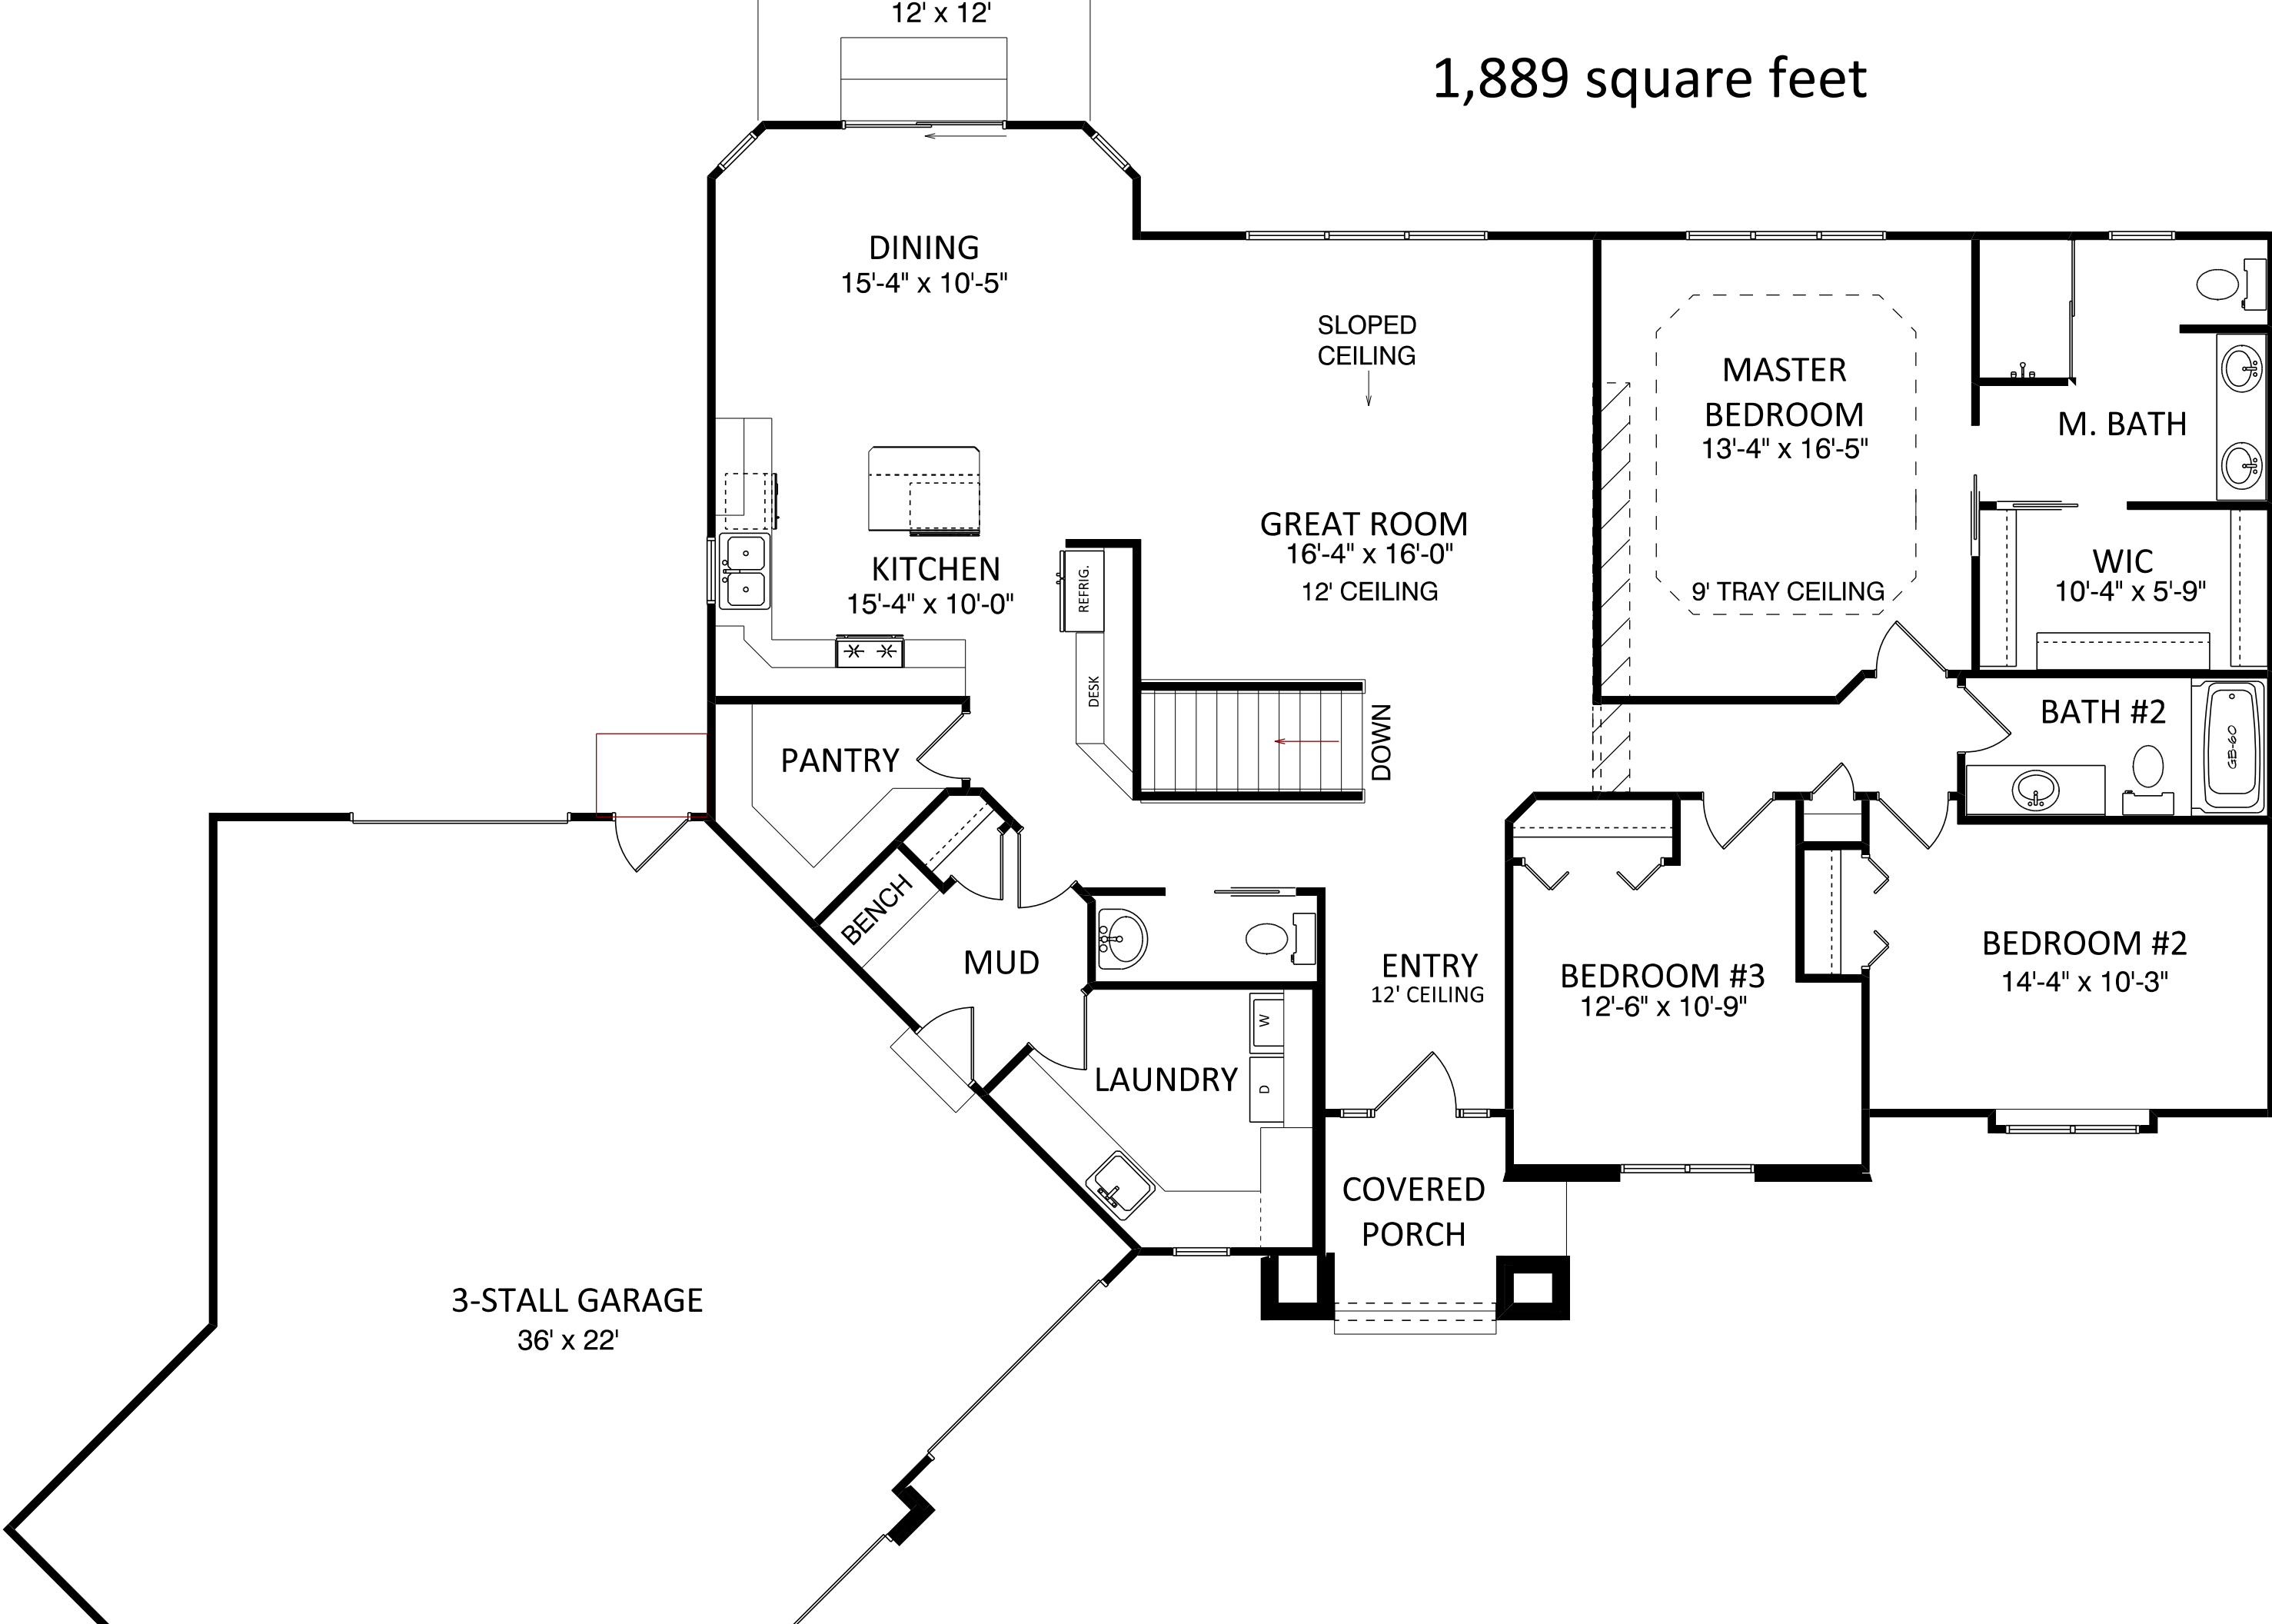 12' x 12'
1,889 square feet
DINING
15'-4" x 10'-5"
SLOPED
CEILING
MASTER
BEDROOM
13'-4" x 16'-5"
9' TRAY CEILING
M. BATH
GREAT ROOM
16'-4" x 16'-0"
12' CEILING
KITCHEN
15'-4" x 10'-0"
REFRIG.
DESK
WIC
10'-4" x 5'-9"
DOWN
BATH #2
GB-60
PANTRY
BENCH
MUD
ENTRY
12' CEILING
BEDROOM #3
12'-6" x 10'-9"
BEDROOM #2
14'-4" x 10'-3"
W
D
LAUNDRY
COVERED
PORCH
3-STALL GARAGE
36' x 22'